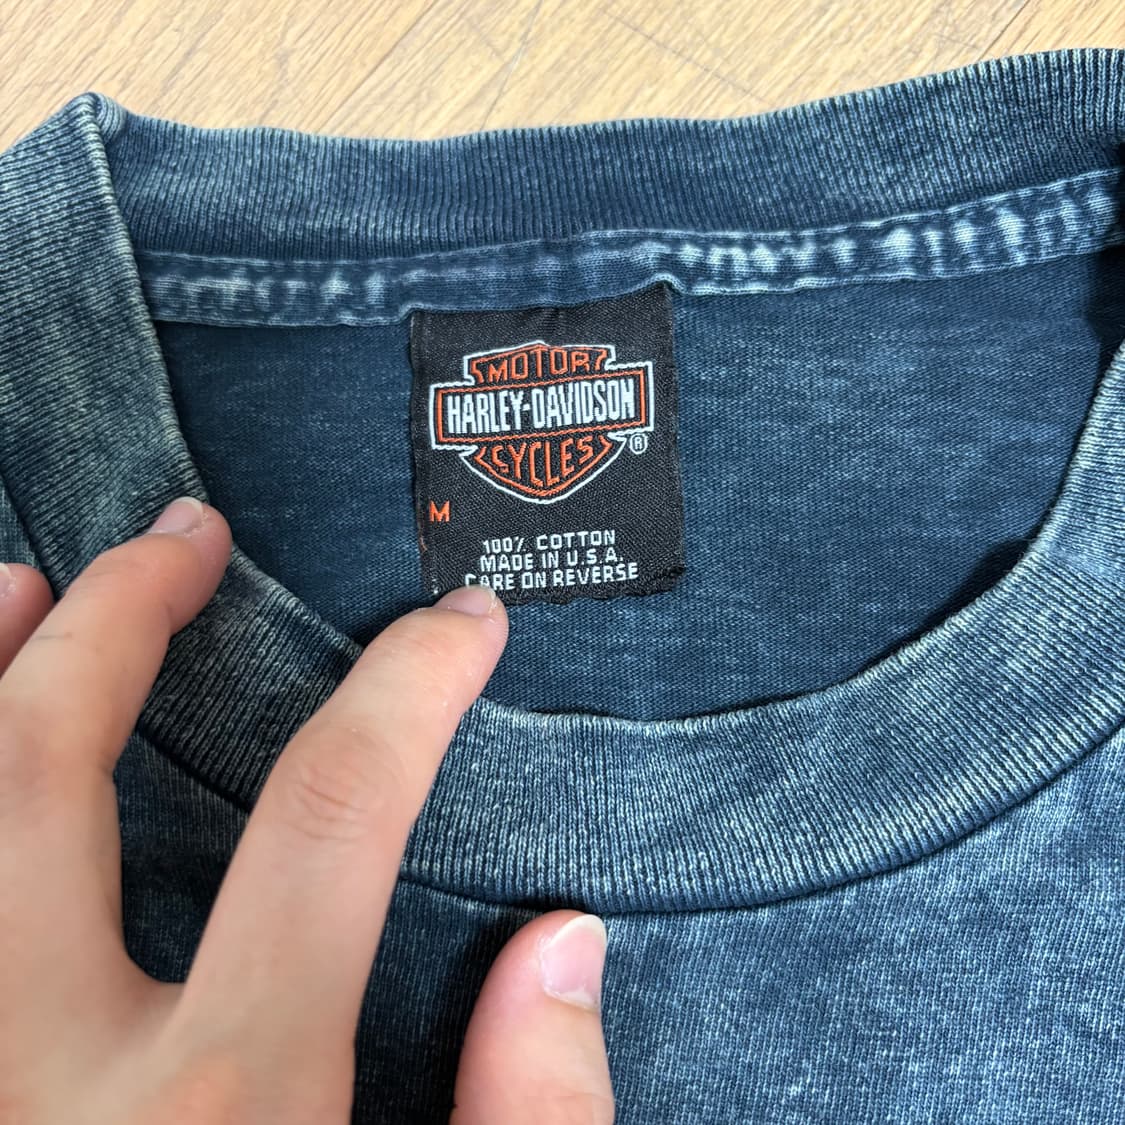 MOTOR
HARLEY-DAVIDSON
CYCLES
®
M
100% COTTON
MADE IN U.S.A.
CARE ON REVERSE